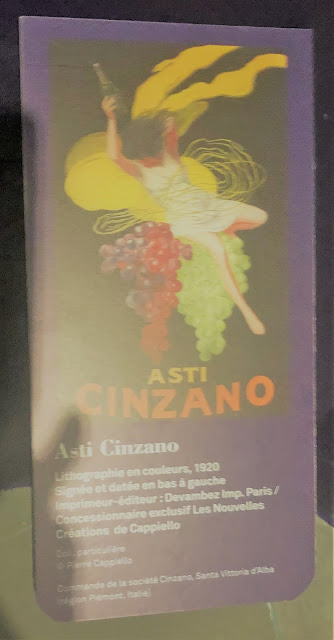 ASTI
CINZANO
Asti Cinzano
Lithographie en couleurs, 1920
Signée et datée en bas à gauche
Imprimeur-éditeur : Devambez Imp. Paris /
Concessionnaire exclusif Les Nouvelles
Créations de Cappiello
Coll. particulière
© Pierre Cappiello
Commande de la société Cinzano, Santa Vittoria d'Alba
(région Piémont, Italie)